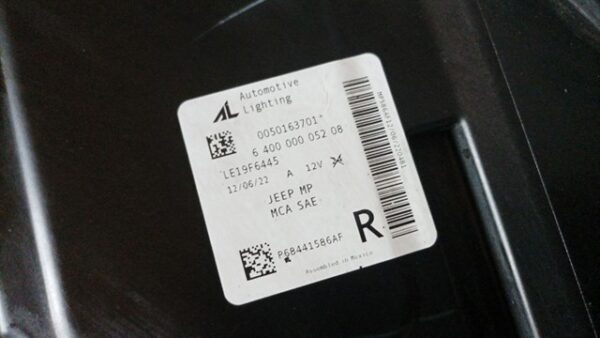 AL Automotive
Lighting
0050163701*
6 400 000 052 08
LE19F6445
12/06/22 A 12V
JEEP MP
MCA SAE
R
P68441586AF
Assembled in Mexico